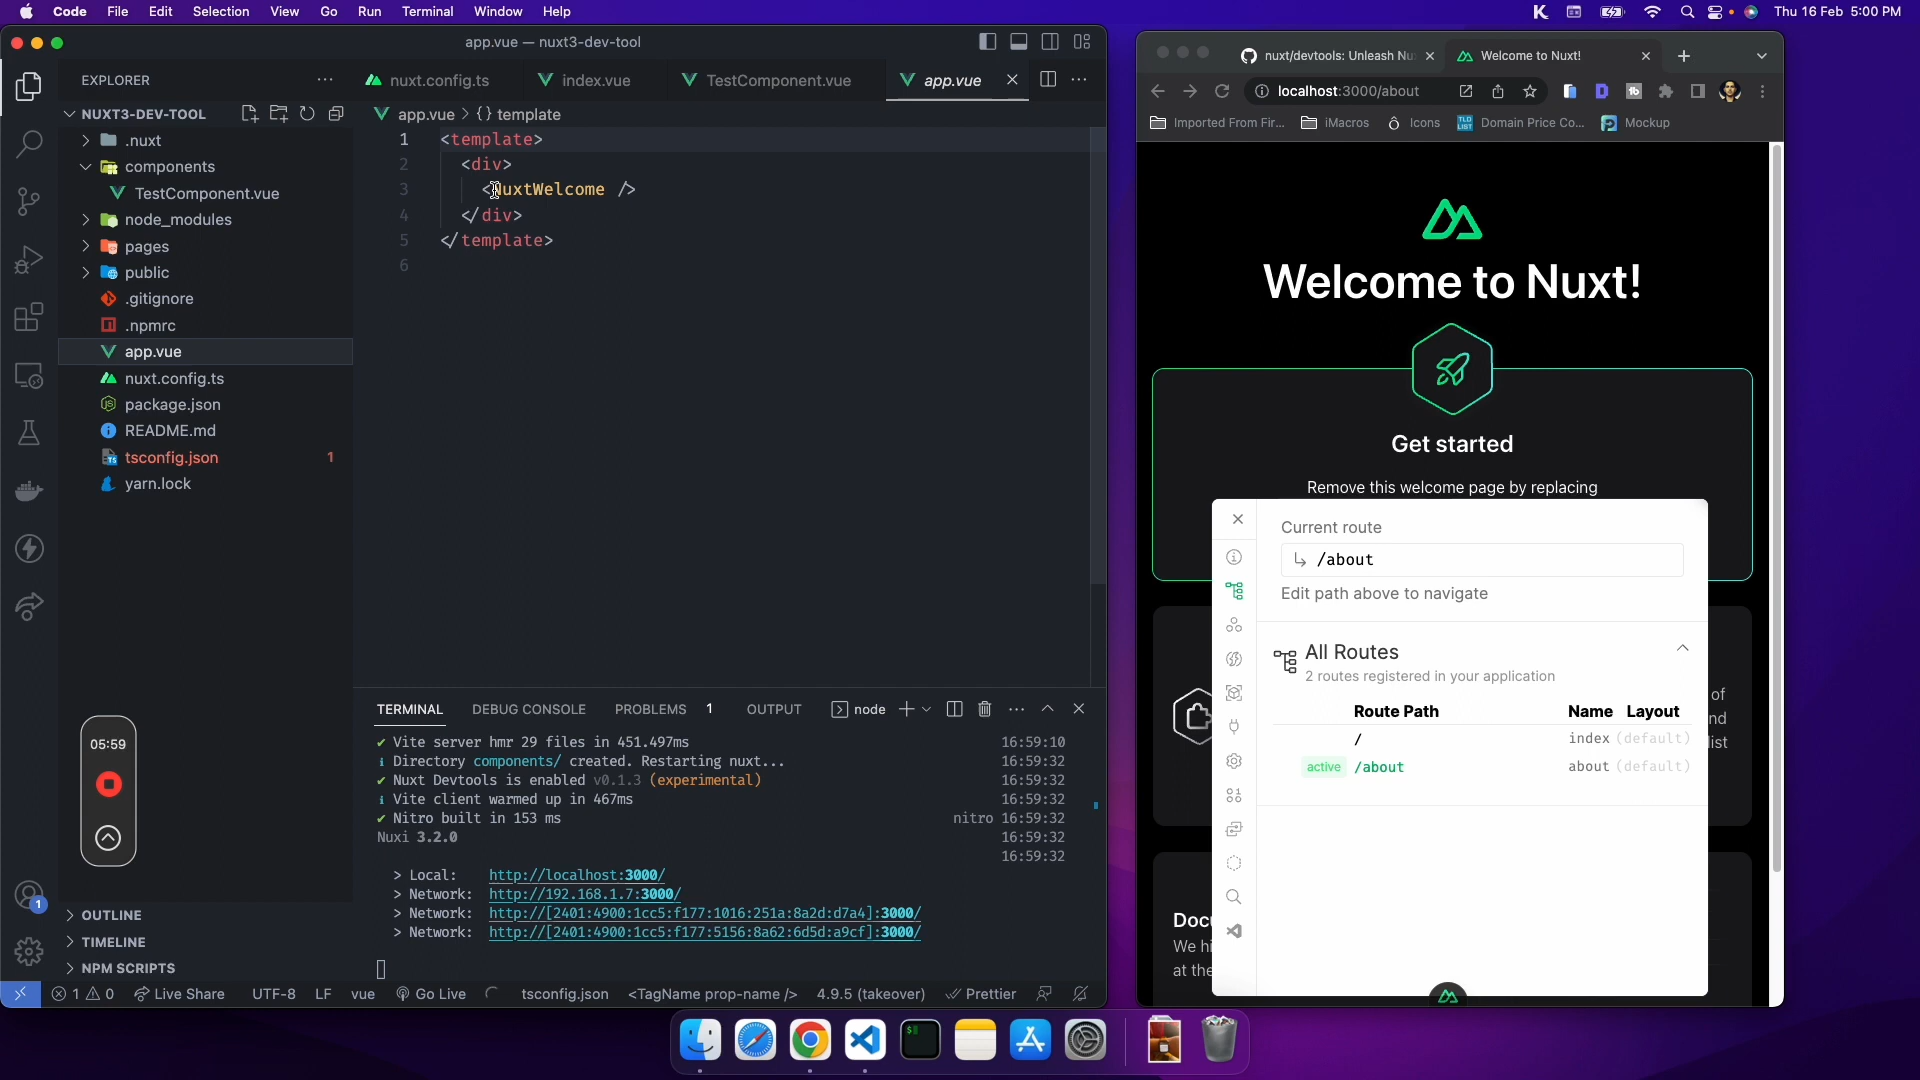 Code File Edit Selection View Go Run Terminal Window Help
Thu 16 Feb 5:00 PM
app.vue — nuxt3-dev-tool
EXPLORER
nuxt.config.ts
index.vue
TestComponent.vue
app.vue
NUXT3-DEV-TOOL
app.vue > {} template
.nuxt
components
TestComponent.vue
node_modules
pages
public
.gitignore
.npmrc
app.vue
nuxt.config.ts
package.json
README.md
tsconfig.json 1
yarn.lock
1 <template>
2 <div>
3 <NuxtWelcome />
4 </div>
5 </template>
6
05:59
1
OUTLINE
TIMELINE
NPM SCRIPTS
TERMINAL DEBUG CONSOLE PROBLEMS 1 OUTPUT node
✔ Vite server hmr 29 files in 451.497ms 16:59:10
ℹ Directory components/ created. Restarting nuxt... 16:59:32
✔ Nuxt Devtools is enabled v0.1.3 (experimental) 16:59:32
ℹ Vite client warmed up in 467ms 16:59:32
✔ Nitro built in 153 ms nitro 16:59:32
Nuxi 3.2.0 16:59:32
16:59:32
> Local: http://localhost:3000/
> Network: http://192.168.1.7:3000/
> Network: http://[2401:4900:1cc5:f177:1016:251a:8a2d:d7a4]:3000/
> Network: http://[2401:4900:1cc5:f177:5156:8a62:6d5d:a9cf]:3000/
1 0 Live Share UTF-8 LF vue Go Live tsconfig.json <TagName prop-name /> 4.9.5 (takeover) Prettier
nuxt/devtools: Unleash Nu
Welcome to Nuxt!
localhost:3000/about
Imported From Fir... iMacros Icons Domain Price Co... Mockup
Welcome to Nuxt!
Get started
Remove this welcome page by replacing
Current route
/about
Edit path above to navigate
All Routes
2 routes registered in your application
Route Path Name Layout
/ index (default)
active /about about (default)
of
nd
list
Docu
We hi
at the